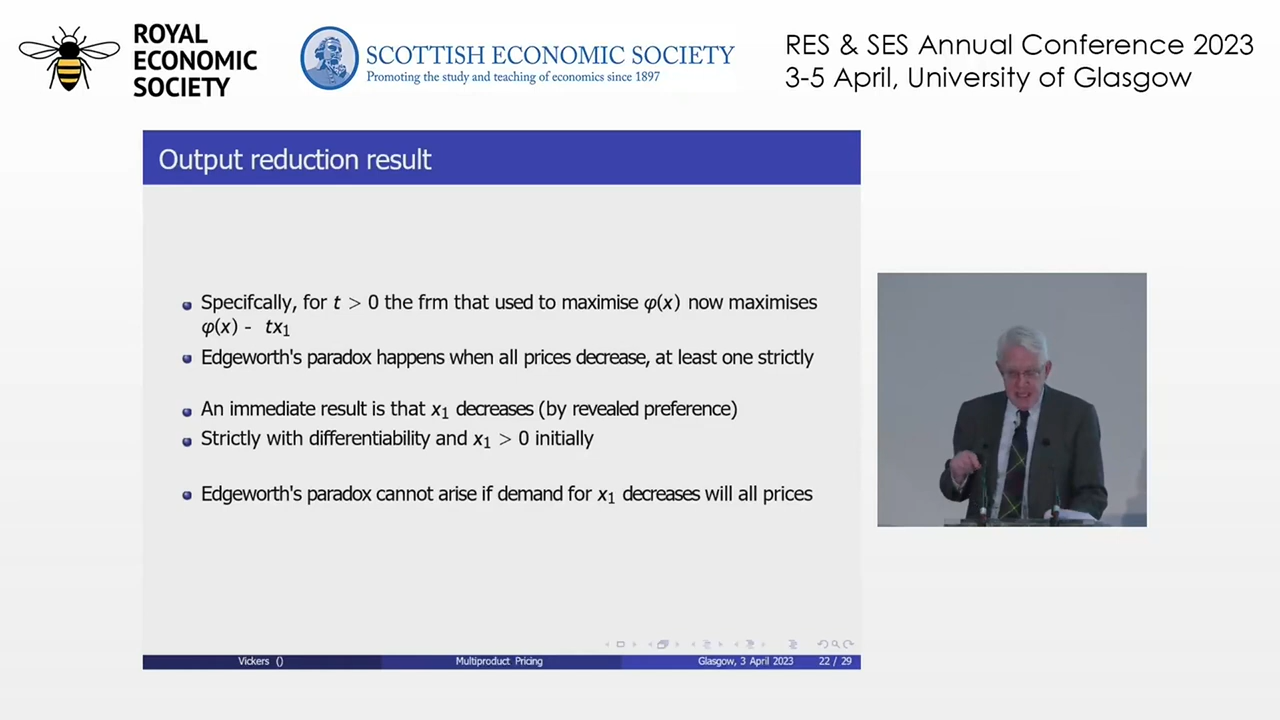 ROYAL
ECONOMIC
SOCIETY
SCOTTISH ECONOMIC SOCIETY
Promoting the study and teaching of economics since 1897
RES & SES Annual Conference 2023
3-5 April, University of Glasgow
Output reduction result
Specifcally, for t > 0 the frm that used to maximise φ(x) now maximises
φ(x) - tx₁
Edgeworth's paradox happens when all prices decrease, at least one strictly
An immediate result is that x₁ decreases (by revealed preference)
Strictly with differentiability and x₁ > 0 initially
Edgeworth's paradox cannot arise if demand for x₁ decreases will all prices
Vickers () Multiproduct Pricing Glasgow, 3 April 2023 22 / 29